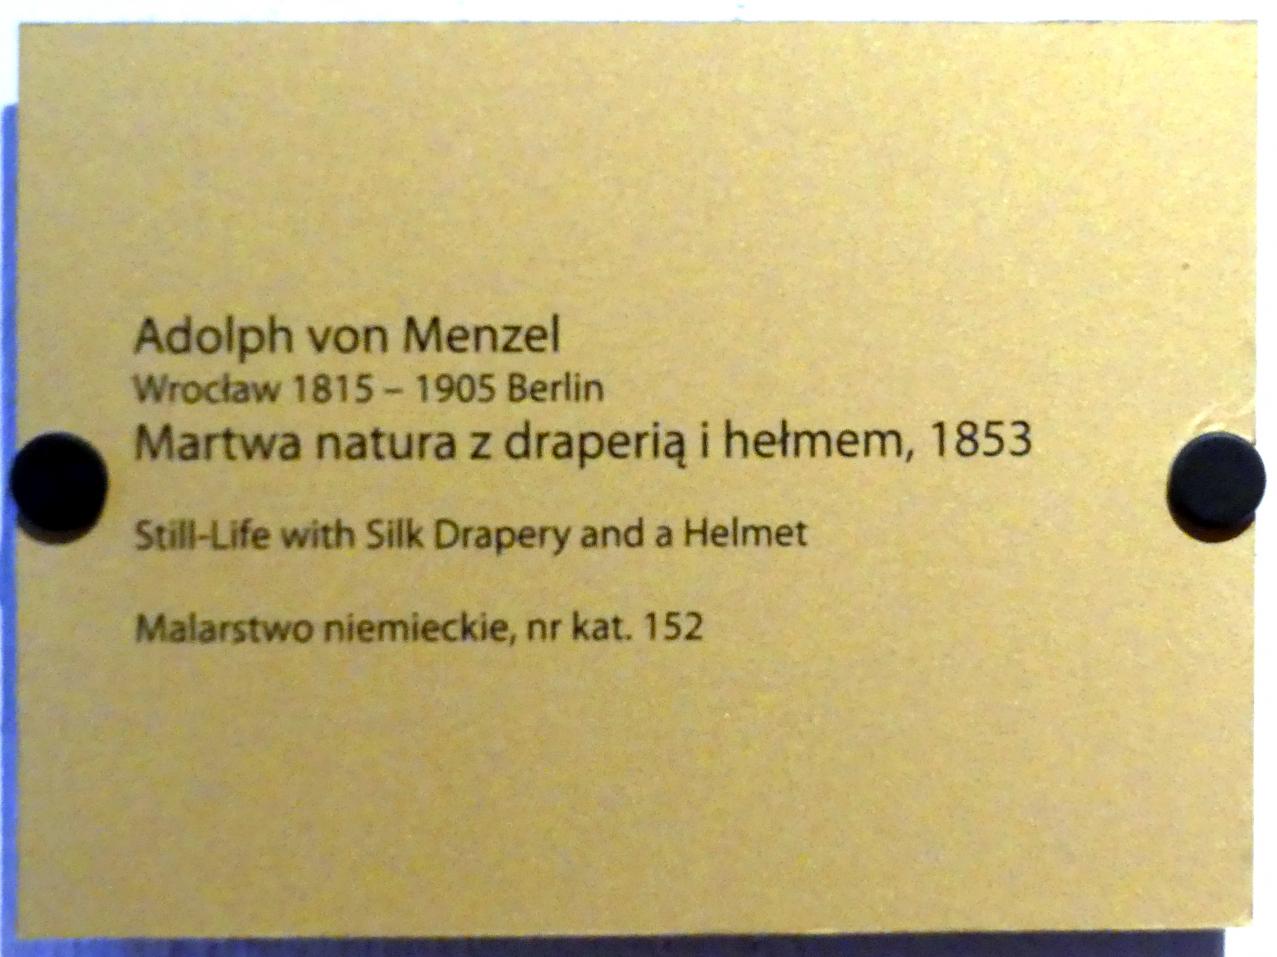 Adolph von Menzel
Wrocław 1815 – 1905 Berlin
Martwa natura z draperią i hełmem, 1853
Still-Life with Silk Drapery and a Helmet
Malarstwo niemieckie, nr kat. 152